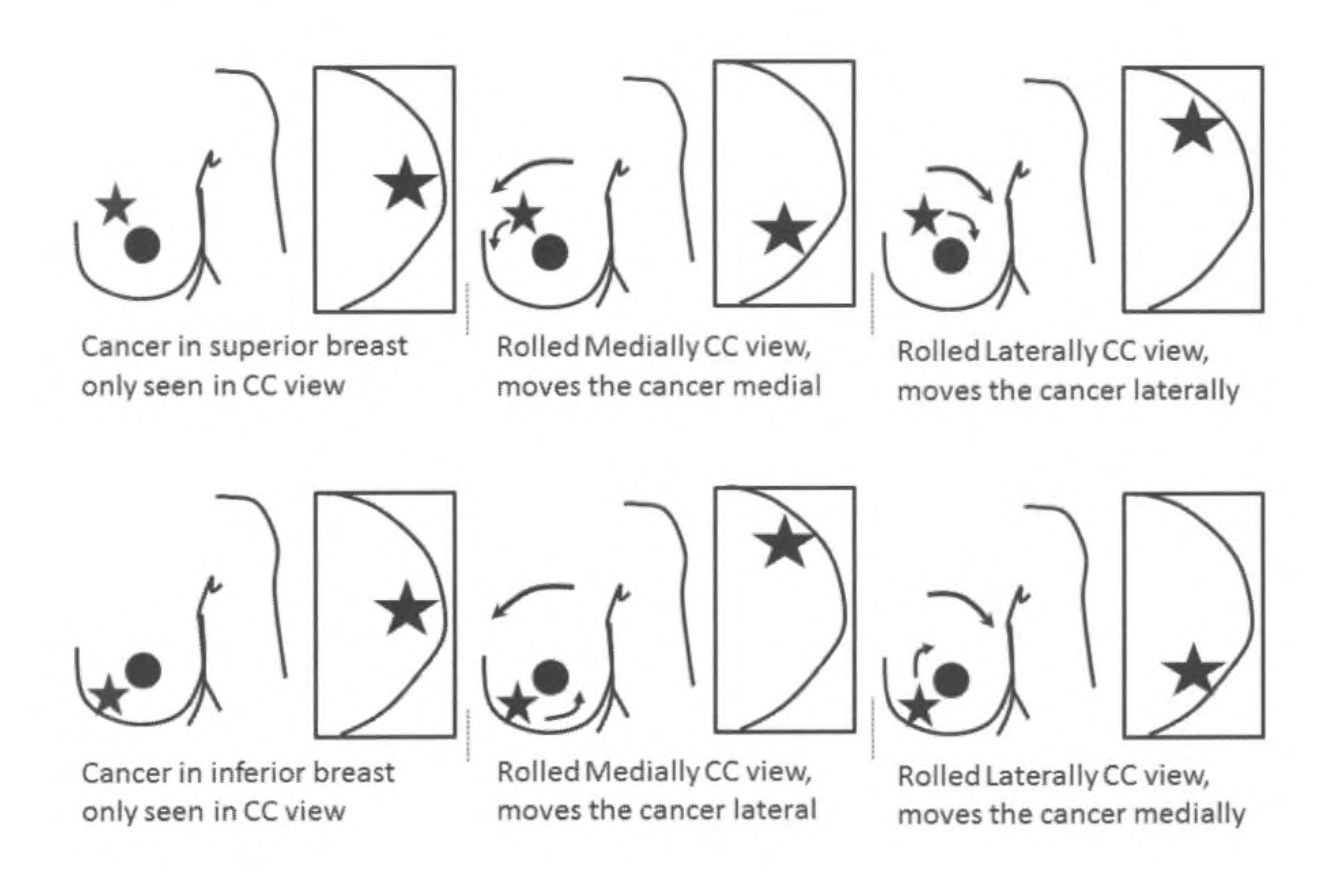 Cancer in superior breast
only seen in CC view
Rolled Medially CC view,
moves the cancer medial
Rolled Laterally CC view,
moves the cancer laterally
Cancer in inferior breast
only seen in CC view
Rolled Medially CC view,
moves the cancer lateral
Rolled Laterally CC view,
moves the cancer medially